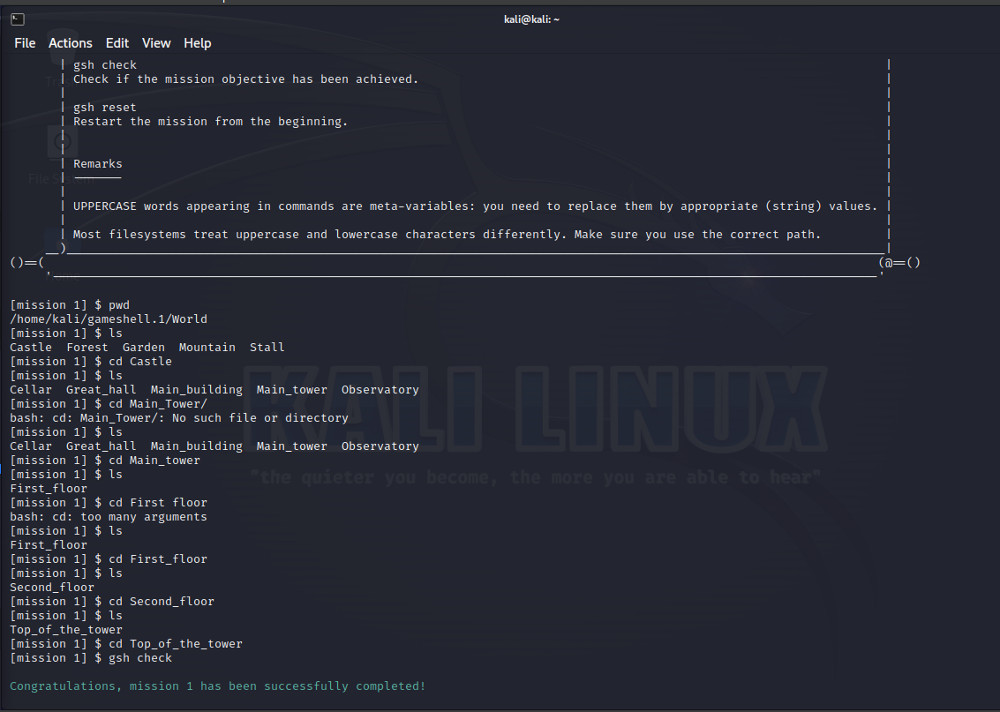 kali@kali: ~
File Actions Edit View Help
| gsh check |
| Check if the mission objective has been achieved. |
| |
| gsh reset |
| Restart the mission from the beginning. |
| |
| |
| Remarks |
| ------- |
| |
| UPPERCASE words appearing in commands are meta-variables: you need to replace them by appropriate (string) values. |
| |
| Most filesystems treat uppercase and lowercase characters differently. Make sure you use the correct path. |
__)__________________________________________________________________|
()==( (@==()
'__________________________________________________________________'
[mission 1] $ pwd
/home/kali/gameshell.1/World
[mission 1] $ ls
Castle Forest Garden Mountain Stall
[mission 1] $ cd Castle
[mission 1] $ ls
Cellar Great_hall Main_building Main_tower Observatory
[mission 1] $ cd Main_Tower/
bash: cd: Main_Tower/: No such file or directory
[mission 1] $ ls
Cellar Great_hall Main_building Main_tower Observatory
[mission 1] $ cd Main_tower
[mission 1] $ ls
First_floor
[mission 1] $ cd First floor
bash: cd: too many arguments
[mission 1] $ ls
First_floor
[mission 1] $ cd First_floor
[mission 1] $ ls
Second_floor
[mission 1] $ cd Second_floor
[mission 1] $ ls
Top_of_the_tower
[mission 1] $ cd Top_of_the_tower
[mission 1] $ gsh check
Congratulations, mission 1 has been successfully completed!
KALI LINUX
"the quieter you become, the more you are able to hear"
File System